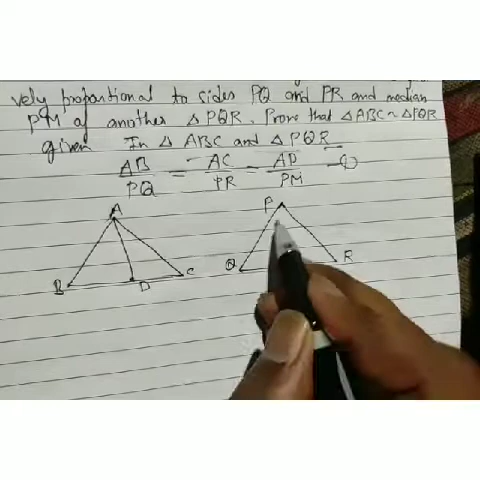 vely proportional to sides PQ and PR and median
PM of another △ PQR. Prove that △ABC ~ △PQR
given In △ ABC and △ PQR
AB/PQ = AC/PR = AD/PM —①
A
B D C
P
Q R